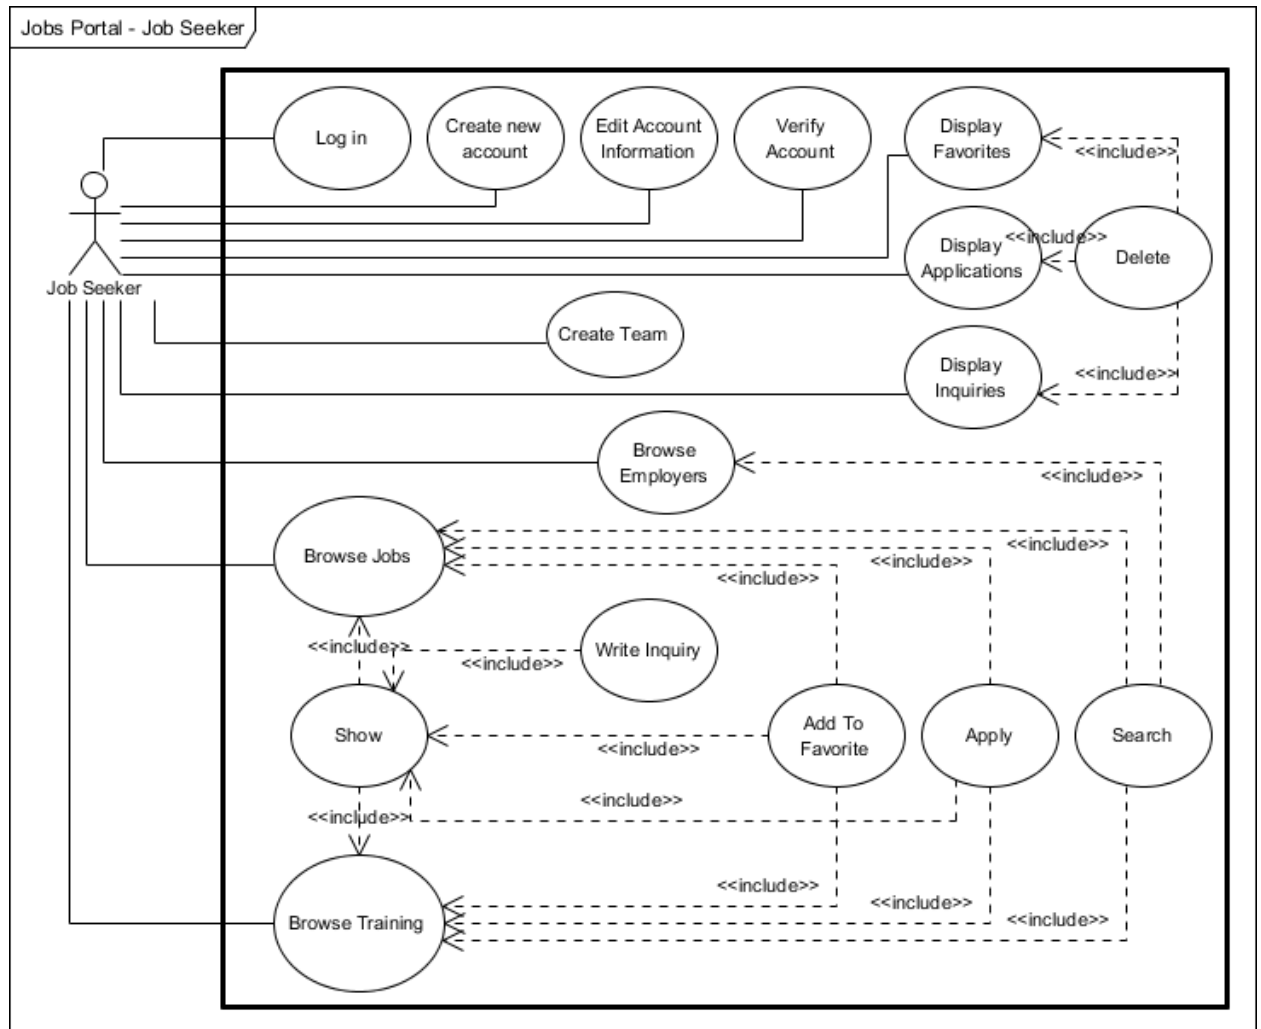 Jobs Portal - Job Seeker
Log in
Create new
account
Edit Account
Information
Verify
Account
Display
Favorites
<<include>>
Job Seeker
Display
Applications
<<include>>
Delete
Create Team
Display
Inquiries
<<include>>
Browse
Employers
<<include>>
Browse Jobs
<<include>>
<<include>>
<<include>>
<<include>>
Write Inquiry
<<include>>
Show
<<include>>
Add To
Favorite
Apply
Search
<<include>>
<<include>>
<<include>>
<<include>>
<<include>>
Browse Training